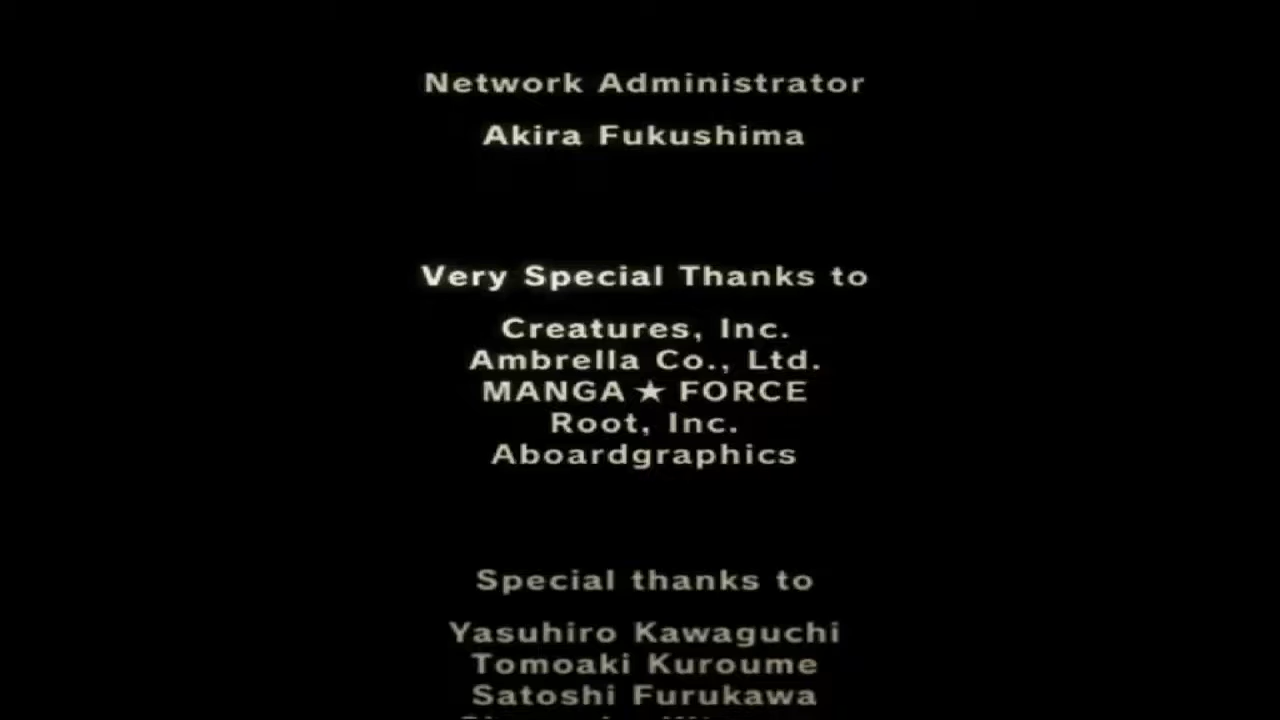 Network Administrator
Akira Fukushima
Very Special Thanks to
Creatures, Inc.
Ambrella Co., Ltd.
MANGA★FORCE
Root, Inc.
Aboardgraphics
Special thanks to
Yasuhiro Kawaguchi
Tomoaki Kuroume
Satoshi Furukawa